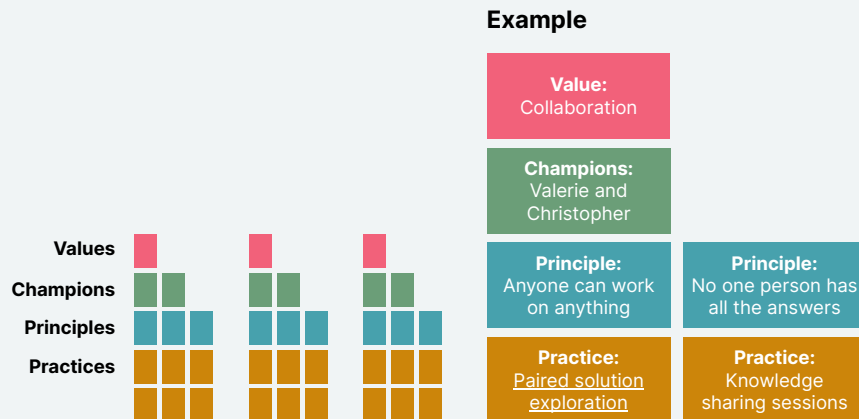 Example
Value:
Collaboration
Champions:
Valerie and
Christopher
Values
Champions
Principles
Practices
Principle:
Anyone can work
on anything
Principle:
No one person has
all the answers
Practice:
Paired solution
exploration
Practice:
Knowledge
sharing sessions